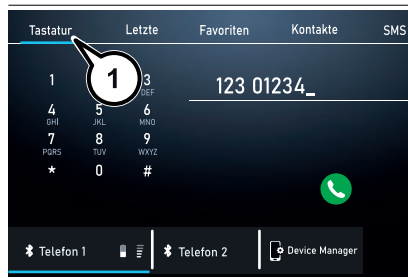 Tastatur Letzte Favoriten Kontakte SMS
1 1 3 DEF
123 01234_
4 GHI 5 JKL 6 MNO
7 PQRS 8 TUV 9 WXYZ
* 0 #
Telefon 1 Telefon 2 Device Manager